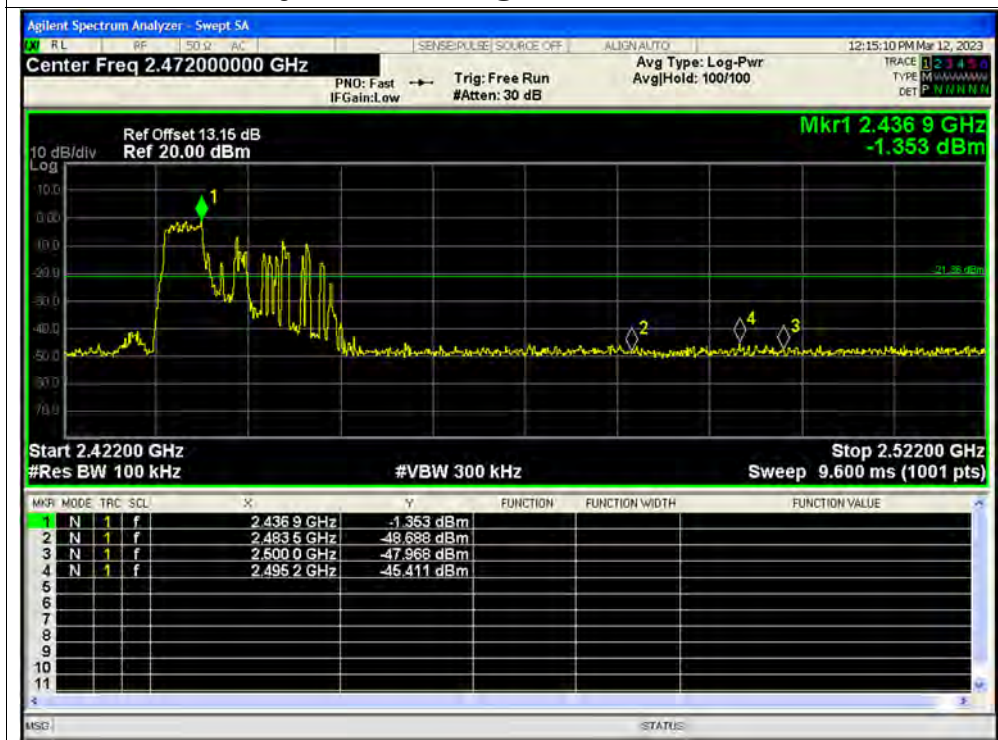 Agilent Spectrum Analyzer - Swept SA
RL RF 50 Ω AC SENSE:PULSE SOURCE OFF ALIGN AUTO 12:15:10 PM Mar 12, 2023
Center Freq 2.472000000 GHz
PNO: Fast
IFGain:Low
Trig: Free Run
#Atten: 30 dB
Avg Type: Log-Pwr
Avg|Hold: 100/100
TRACE 1 2 3 4 5 6
TYPE M W W W W W
DET P N N N N N
Mkr1 2.436 9 GHz
-1.353 dBm
Ref Offset 13.15 dB
10 dB/div Ref 20.00 dBm
Log
10.0
0.00
-10.0
-20.0
-21.36 dBm
-30.0
-40.0
-50.0
-60.0
-70.0
1
2
4
3
Start 2.42200 GHz Stop 2.52200 GHz
#Res BW 100 kHz #VBW 300 kHz Sweep 9.600 ms (1001 pts)
MKR MODE TRC SCL X Y FUNCTION FUNCTION WIDTH FUNCTION VALUE
1 N 1 f 2.436 9 GHz -1.353 dBm
2 N 1 f 2.483 5 GHz -48.688 dBm
3 N 1 f 2.500 0 GHz -47.968 dBm
4 N 1 f 2.495 2 GHz -45.411 dBm
5
6
7
8
9
10
11
MSG STATUS